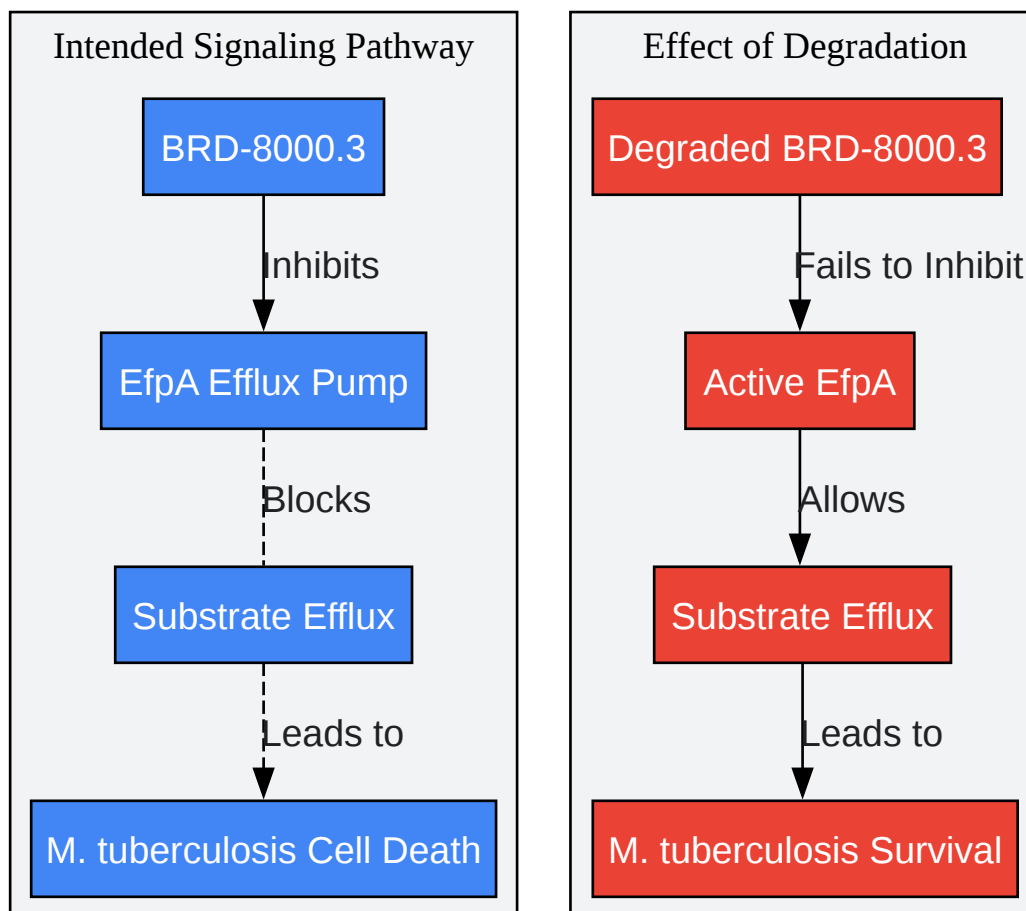 Intended Signaling Pathway
BRD-8000.3
Inhibits
EfpA Efflux Pump
Blocks
Substrate Efflux
Leads to
M. tuberculosis Cell Death
Effect of Degradation
Degraded BRD-8000.3
Fails to Inhibit
Active EfpA
Allows
Substrate Efflux
Leads to
M. tuberculosis Survival